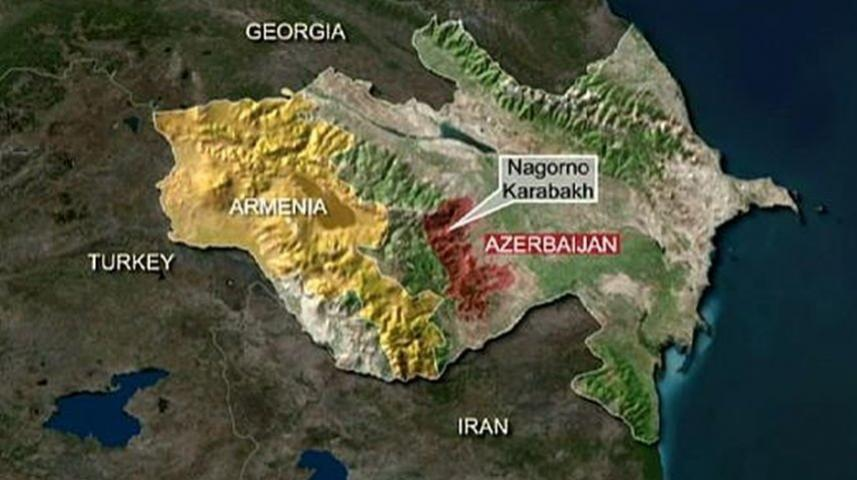 GEORGIA
Nagorno
Karabakh
ARMENIA
AZERBAIJAN
TURKEY
IRAN